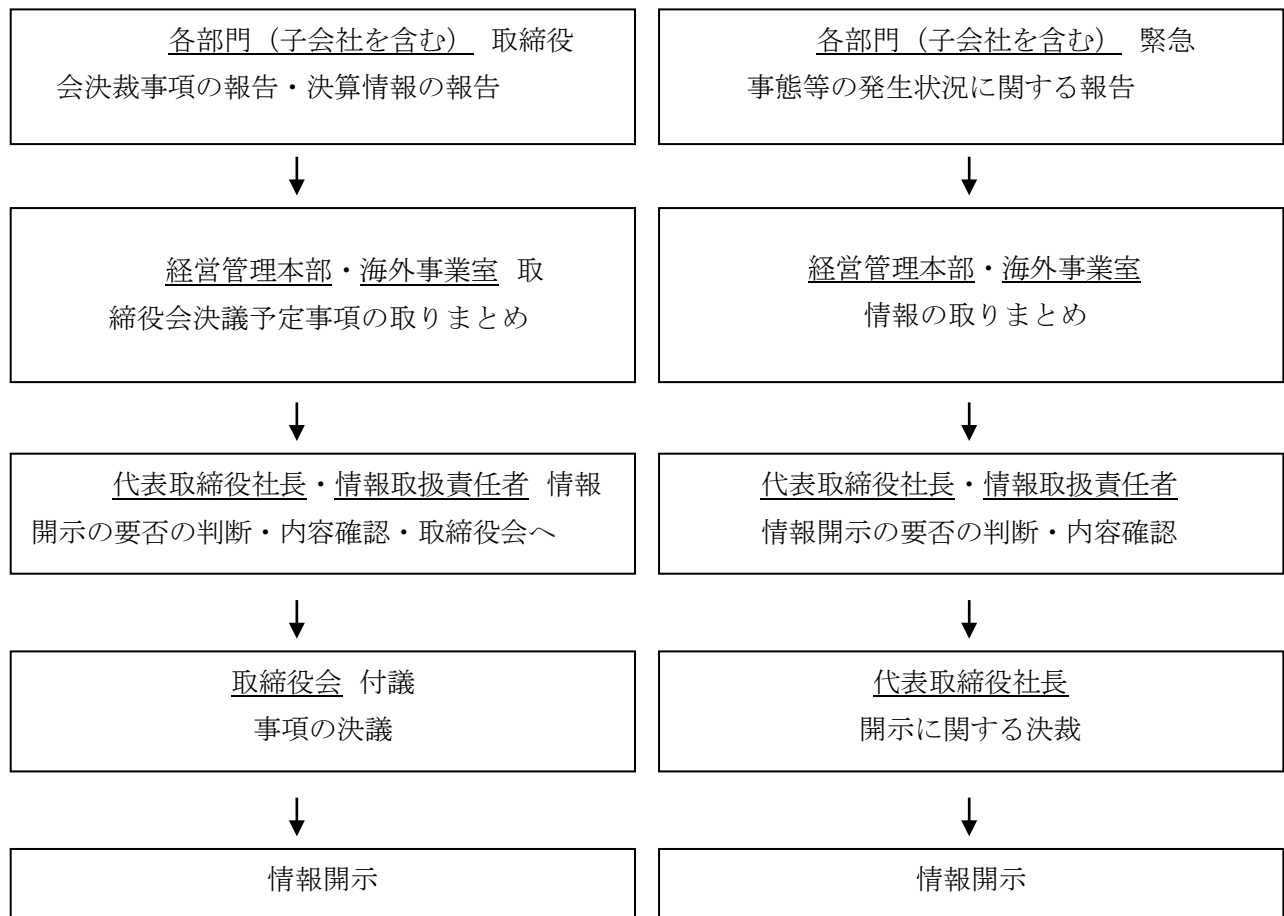 各部門（子会社を含む） 取締役
会決裁事項の報告・決算情報の報告
経営管理本部・海外事業室 取
締役会決議予定事項の取りまとめ
代表取締役社長・情報取扱責任者 情報
開示の要否の判断・内容確認・取締役会へ
取締役会 付議
事項の決議
情報開示
各部門（子会社を含む） 緊急
事態等の発生状況に関する報告
経営管理本部・海外事業室
情報の取りまとめ
代表取締役社長・情報取扱責任者
情報開示の要否の判断・内容確認
代表取締役社長
開示に関する決裁
情報開示